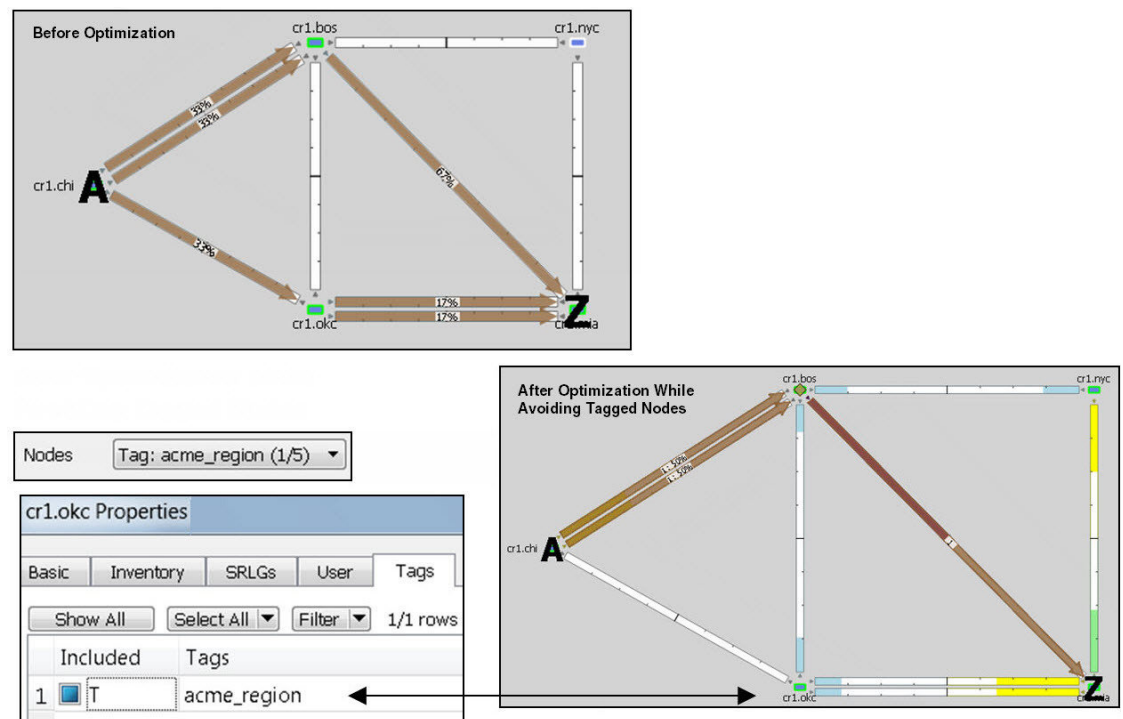 Before Optimization
cr1.bos
cr1.nyc
33%
33%
67%
cr1.chi
A
33%
17%
17%
Z
cr1.okc
After Optimization While
Avoiding Tagged Nodes
cr1.bos
cr1.nyc
cr1.chi
A
cr1.okc
Z
Nodes
Tag: acme_region (1/5)
cr1.okc Properties
Basic Inventory SRLGs User Tags
Show All Select All Filter 1/1 rows
Included Tags
1 T acme_region